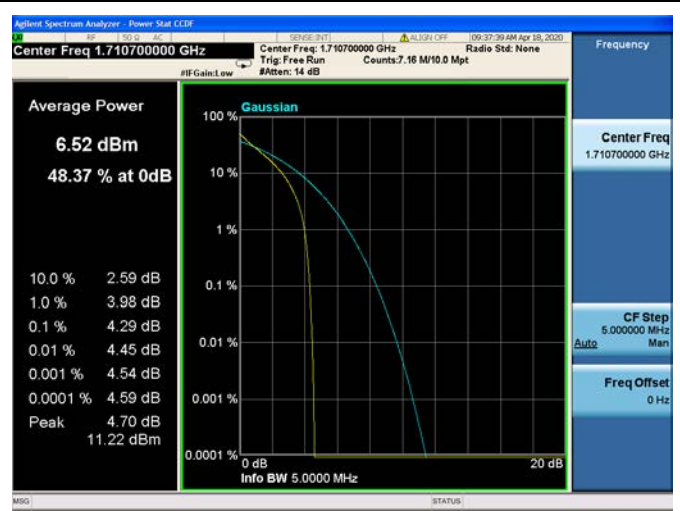 Agilent Spectrum Analyzer - Power Stat CCDF
RF 50 Ω AC SENSE:INT ALIGN OFF 09:37:39 AM Apr 18, 2020
Center Freq 1.710700000 GHz
Center Freq: 1.710700000 GHz Radio Std: None
Trig: Free Run Counts:7.16 M/10.0 Mpt
#IFGain:Low #Atten: 14 dB
Frequency
Average Power
6.52 dBm
48.37 % at 0dB
10.0 % 2.59 dB
1.0 % 3.98 dB
0.1 % 4.29 dB
0.01 % 4.45 dB
0.001 % 4.54 dB
0.0001 % 4.59 dB
Peak 4.70 dB
11.22 dBm
Gaussian
100 %
10 %
1 %
0.1 %
0.01 %
0.001 %
0.0001 %
0 dB 20 dB
Info BW 5.0000 MHz
Center Freq
1.710700000 GHz
CF Step
5.000000 MHz
Auto Man
Freq Offset
0 Hz
MSG STATUS